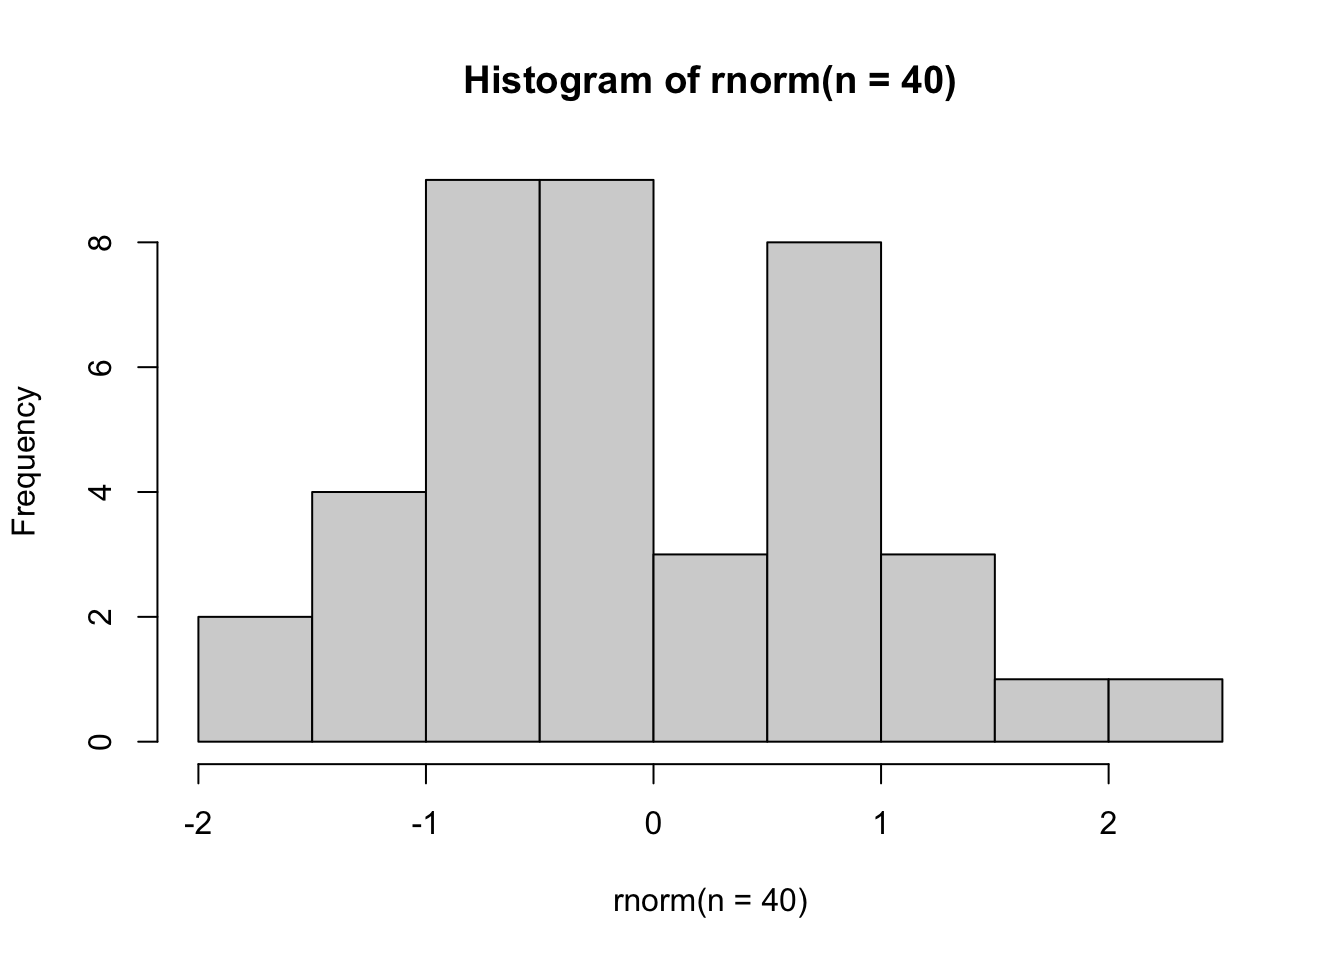 Histogram of rnorm(n = 40)
Frequency
8
6
4
2
0
-2 -1 0 1 2
rnorm(n = 40)